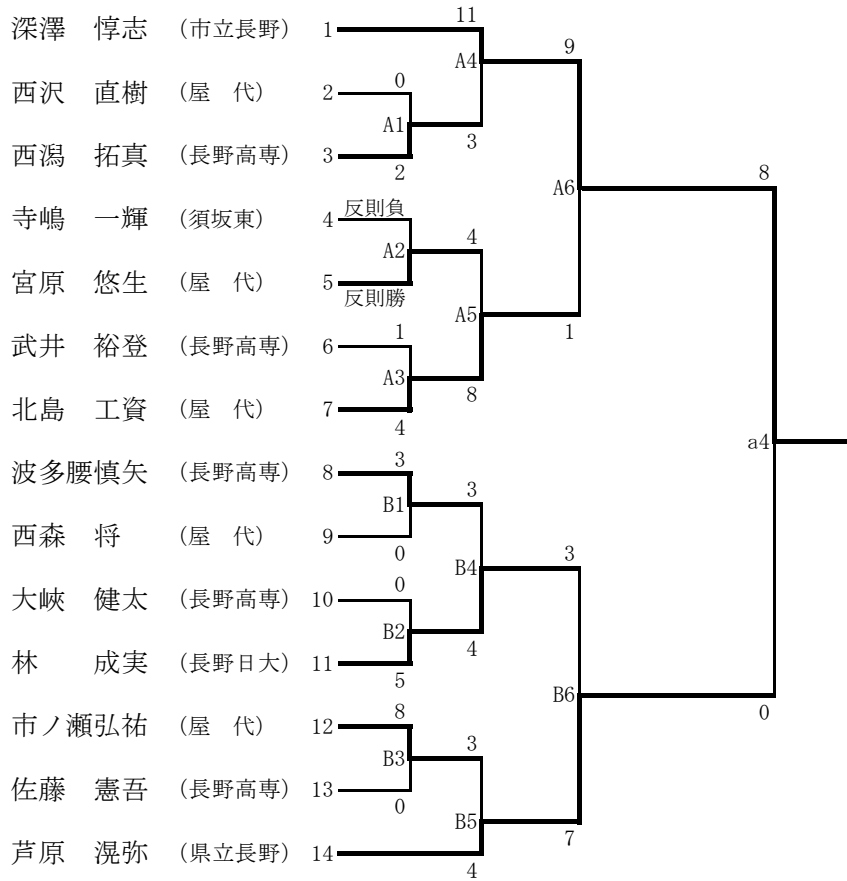 11
深澤　惇志　（市立長野）　1
A4　9
西沢　直樹　（屋　代）　2　0
A1
西潟　拓真　（長野高専）　3　2　3
A6　8
寺嶋　一輝　（須坂東）　4　反則負
A2　4
宮原　悠生　（屋　代）　5　反則勝
A5　1
武井　裕登　（長野高専）　6　1
A3　8
北島　工資　（屋　代）　7　4
a4
波多腰慎矢　（長野高専）　8　3
B1　3
西森　将　（屋　代）　9　0
B4　3
大峽　健太　（長野高専）　10　0
B2　4
林　成実　（長野日大）　11　5
B6　0
市ノ瀬弘祐　（屋　代）　12　8
B3　3
佐藤　憲吾　（長野高専）　13　0
B5　7
芦原　滉弥　（県立長野）　14　4